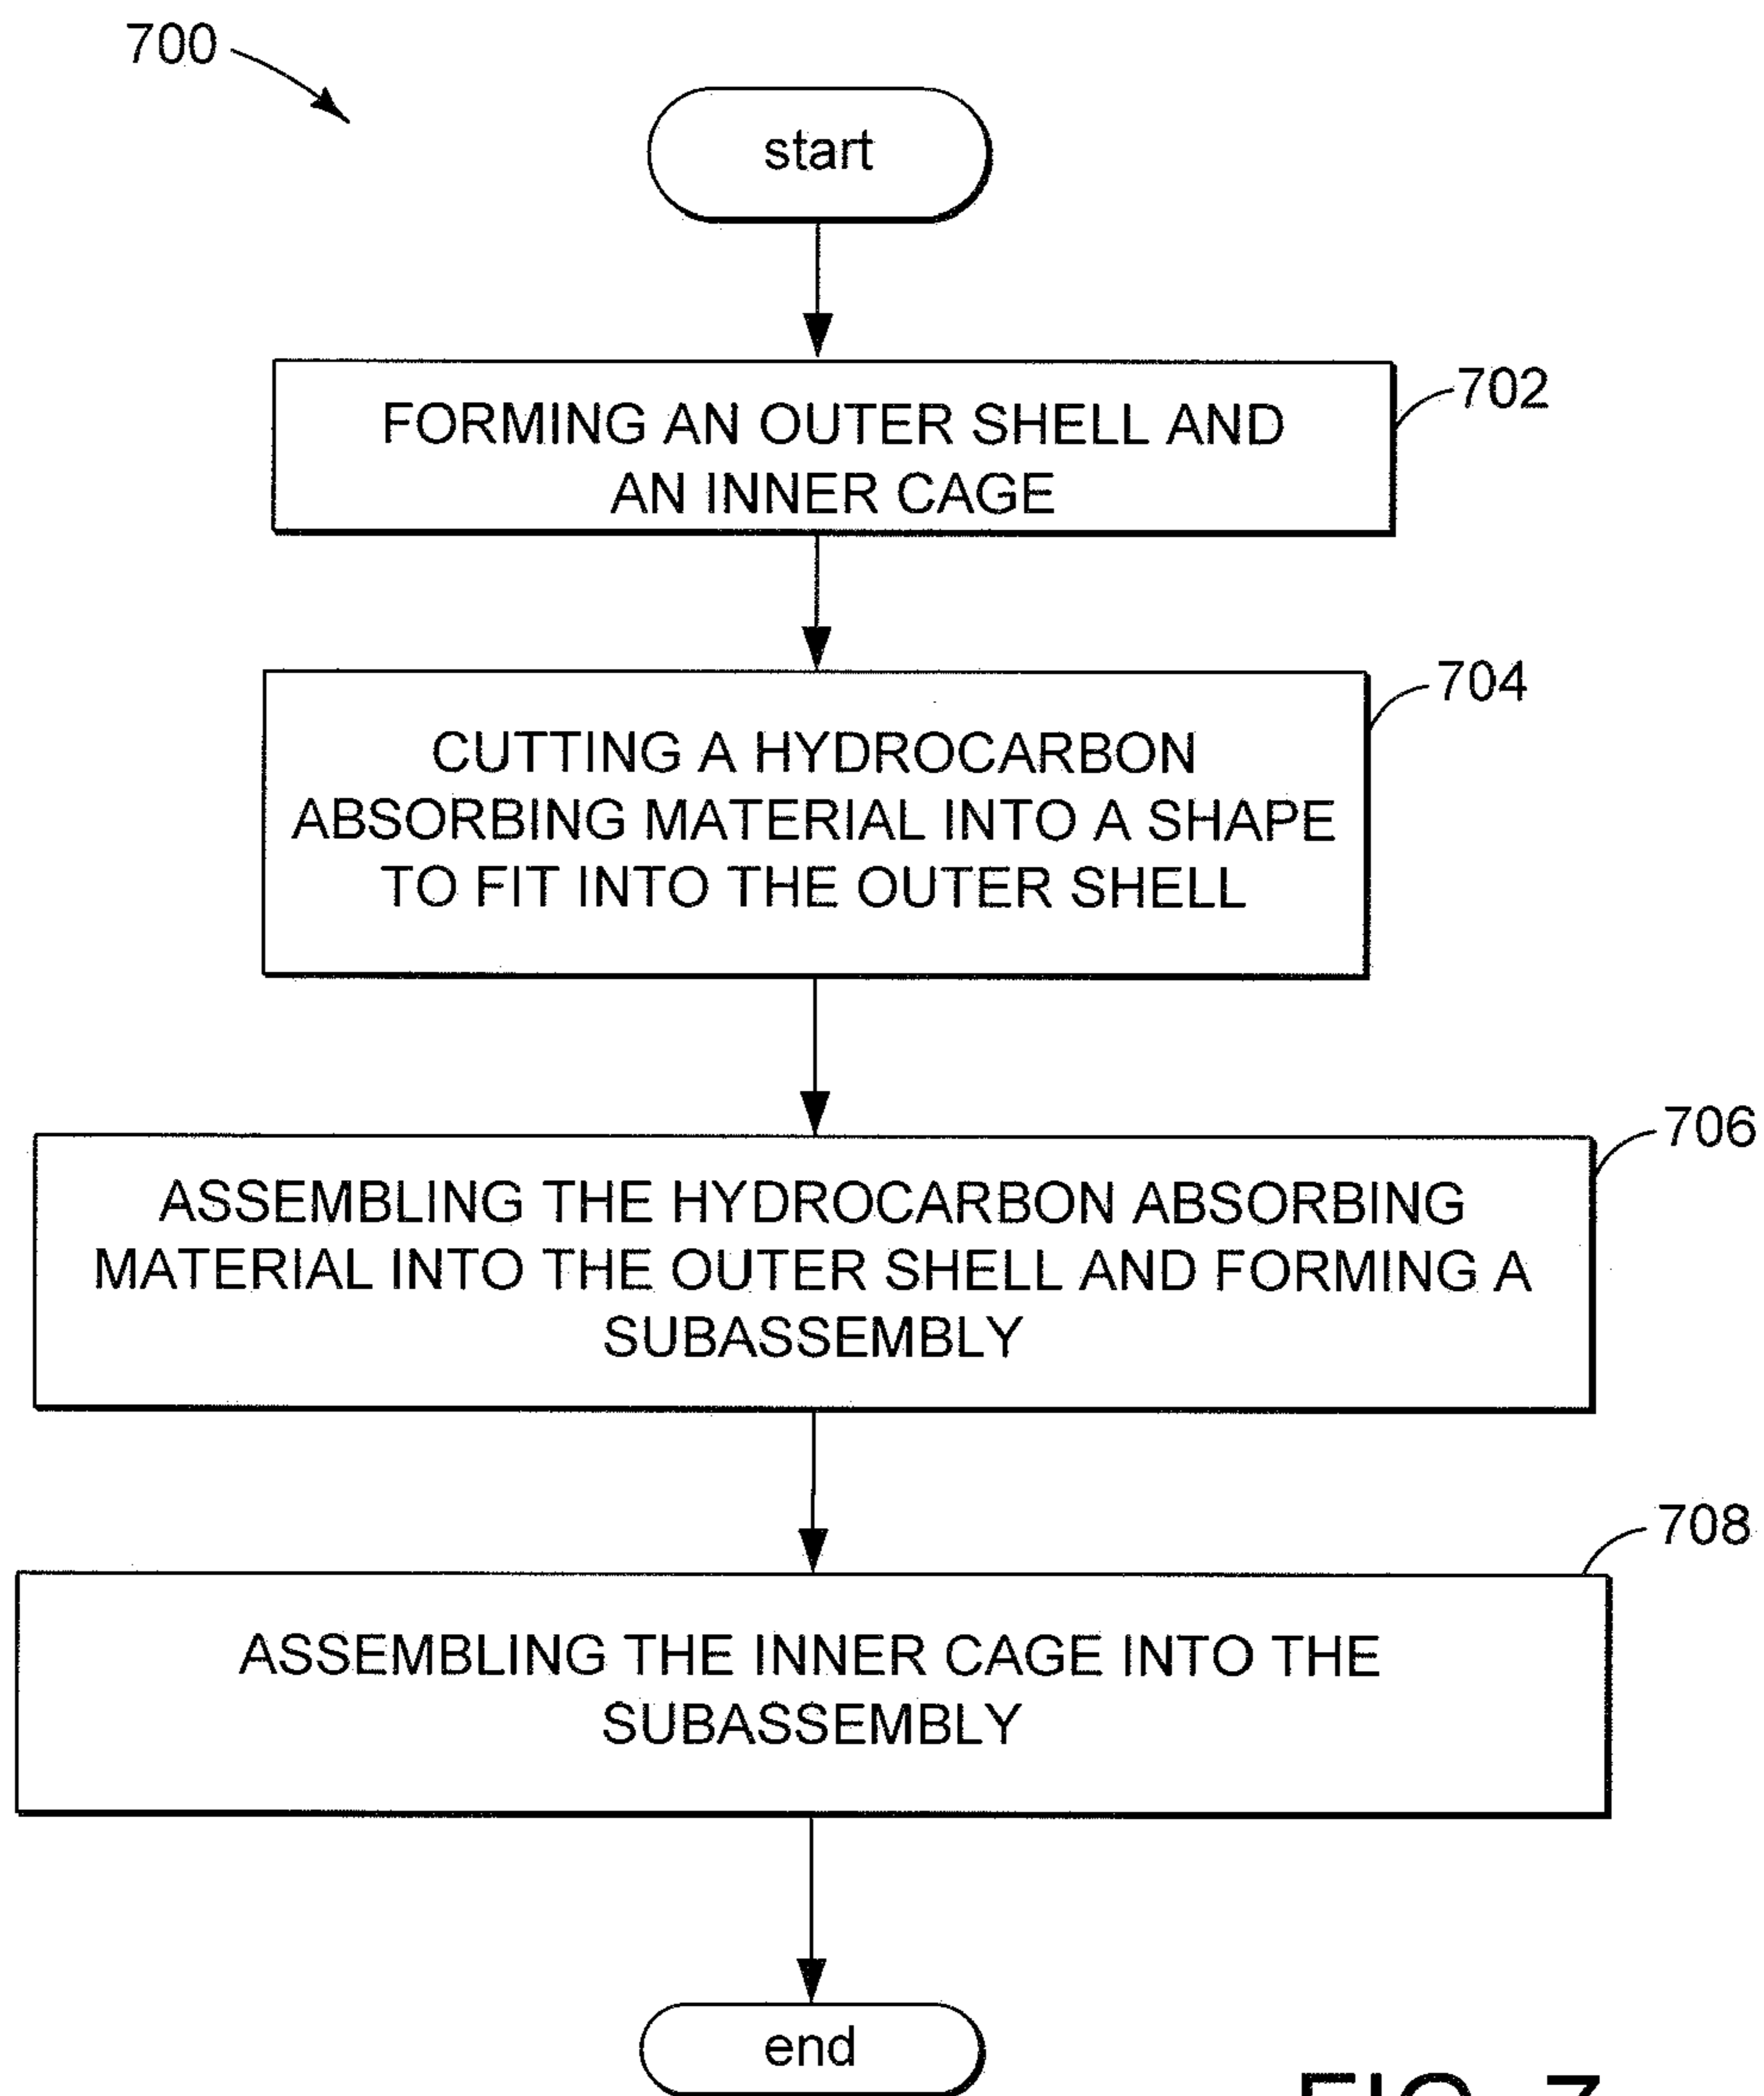 700
start
FORMING AN OUTER SHELL AND
AN INNER CAGE
702
CUTTING A HYDROCARBON
ABSORBING MATERIAL INTO A SHAPE
TO FIT INTO THE OUTER SHELL
704
ASSEMBLING THE HYDROCARBON ABSORBING
MATERIAL INTO THE OUTER SHELL AND FORMING A
SUBASSEMBLY
706
ASSEMBLING THE INNER CAGE INTO THE
SUBASSEMBLY
708
end
FIG. 7